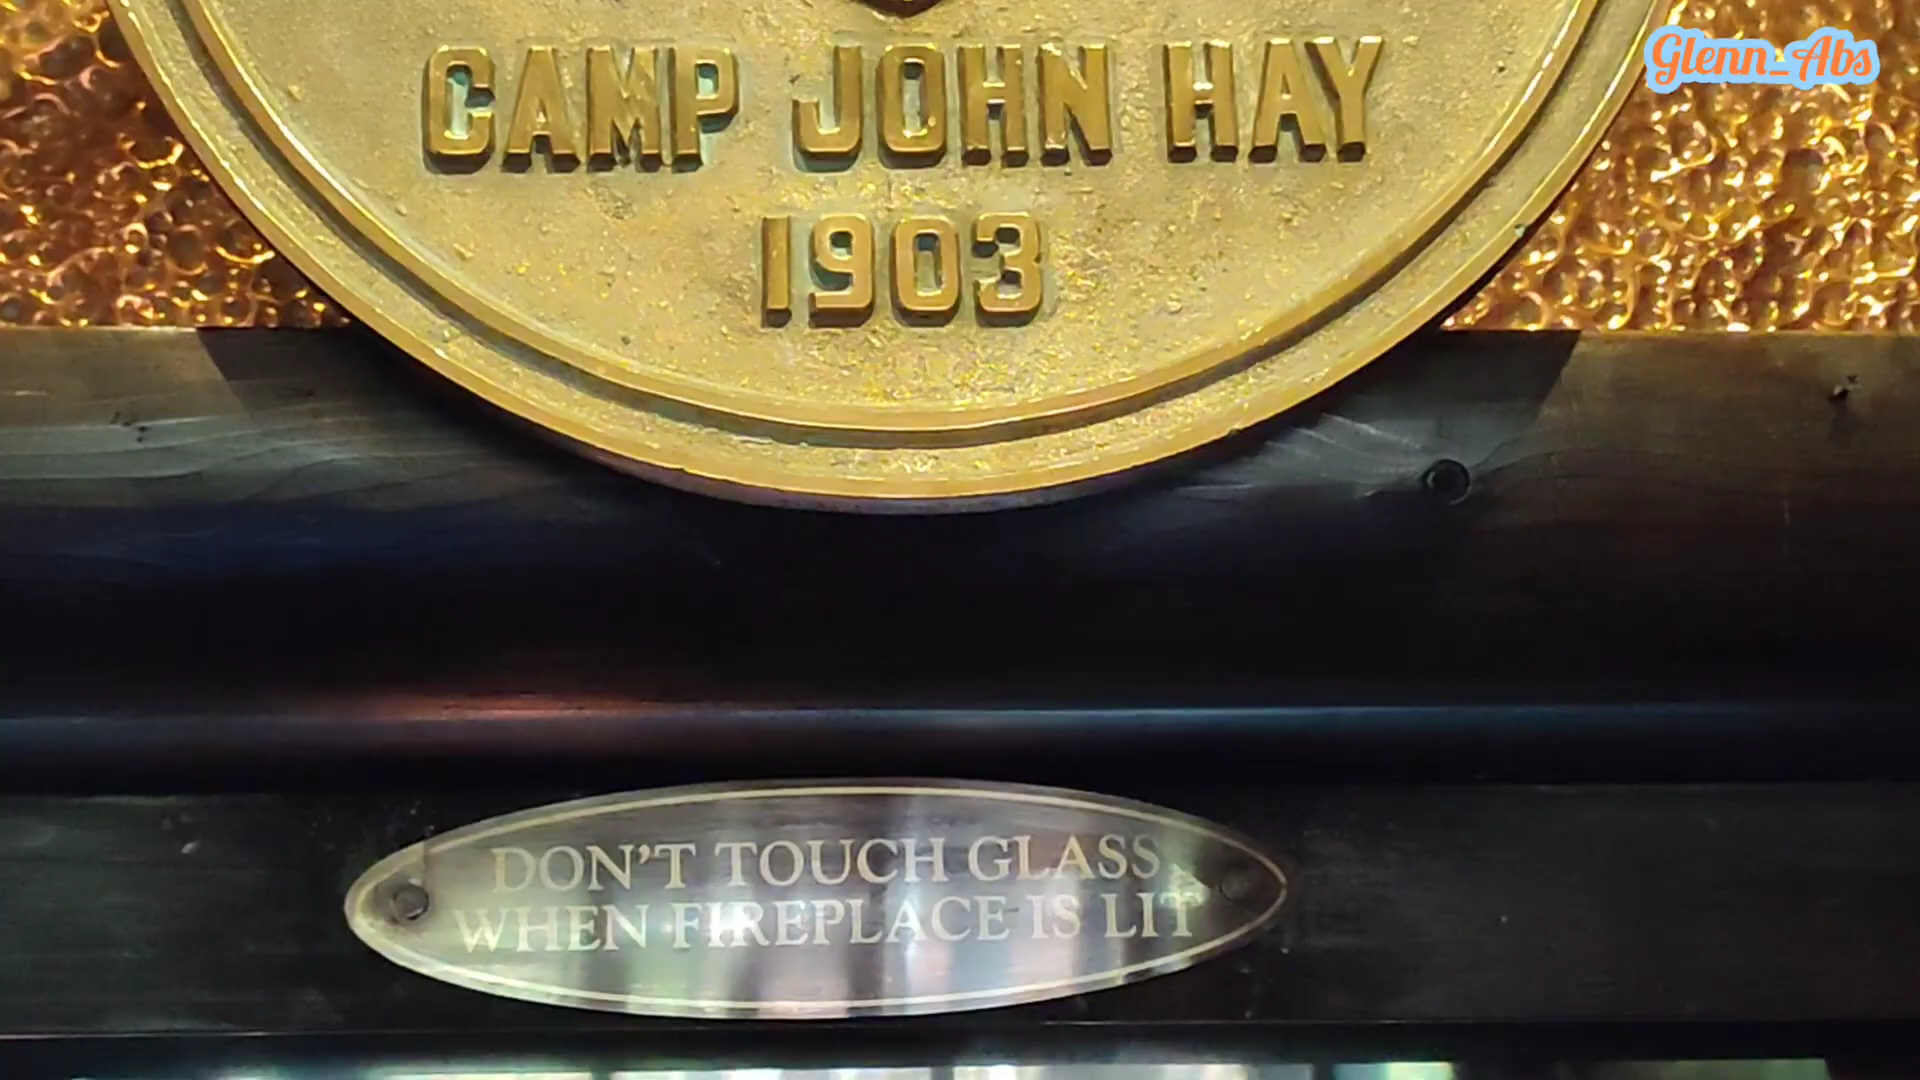 Glenn_Abs
CAMP JOHN HAY
1903
DON'T TOUCH GLASS
WHEN FIREPLACE IS LIT